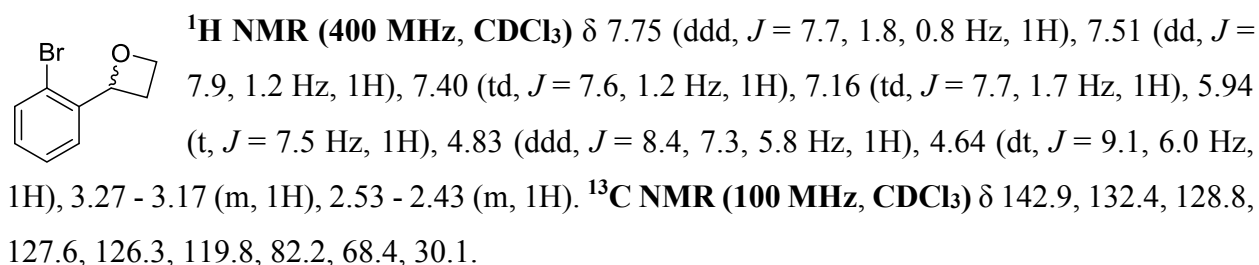 Br
O
¹H NMR (400 MHz, CDCl₃) δ 7.75 (ddd, J = 7.7, 1.8, 0.8 Hz, 1H), 7.51 (dd, J =
7.9, 1.2 Hz, 1H), 7.40 (td, J = 7.6, 1.2 Hz, 1H), 7.16 (td, J = 7.7, 1.7 Hz, 1H), 5.94
(t, J = 7.5 Hz, 1H), 4.83 (ddd, J = 8.4, 7.3, 5.8 Hz, 1H), 4.64 (dt, J = 9.1, 6.0 Hz,
1H), 3.27 - 3.17 (m, 1H), 2.53 - 2.43 (m, 1H). ¹³C NMR (100 MHz, CDCl₃) δ 142.9, 132.4, 128.8,
127.6, 126.3, 119.8, 82.2, 68.4, 30.1.